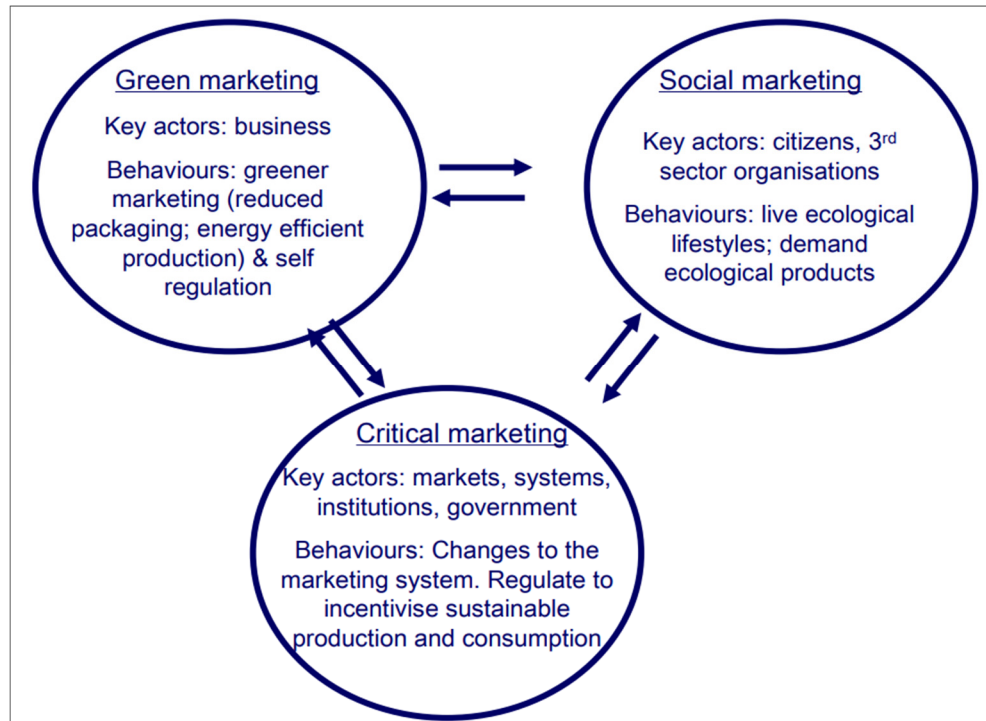 Green marketing
Key actors: business
Behaviours: greener
marketing (reduced
packaging; energy efficient
production) & self
regulation
Social marketing
Key actors: citizens, 3rd
sector organisations
Behaviours: live ecological
lifestyles; demand
ecological products
Critical marketing
Key actors: markets, systems,
institutions, government
Behaviours: Changes to the
marketing system. Regulate to
incentivise sustainable
production and consumption